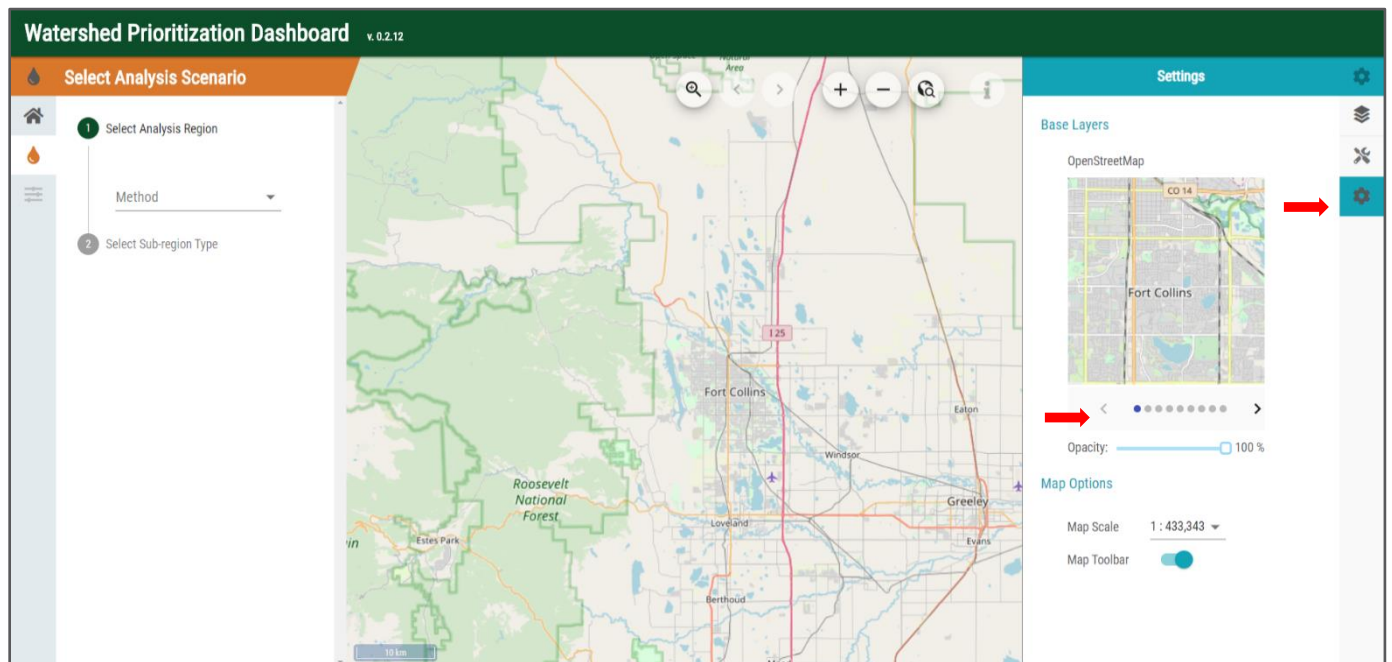 Watershed Prioritization Dashboard v. 0.2.12
Select Analysis Scenario
1 Select Analysis Region
Method
2 Select Sub-region Type
Natural
Area
I 25
Fort Collins
Eaton
Windsor
Roosevelt
National
Forest
Greeley
Loveland
Evans
Estes Park
Berthoud
10 km
Settings
Base Layers
OpenStreetMap
CO 14
Fort Collins
Opacity: 100 %
Map Options
Map Scale 1 : 433,343
Map Toolbar